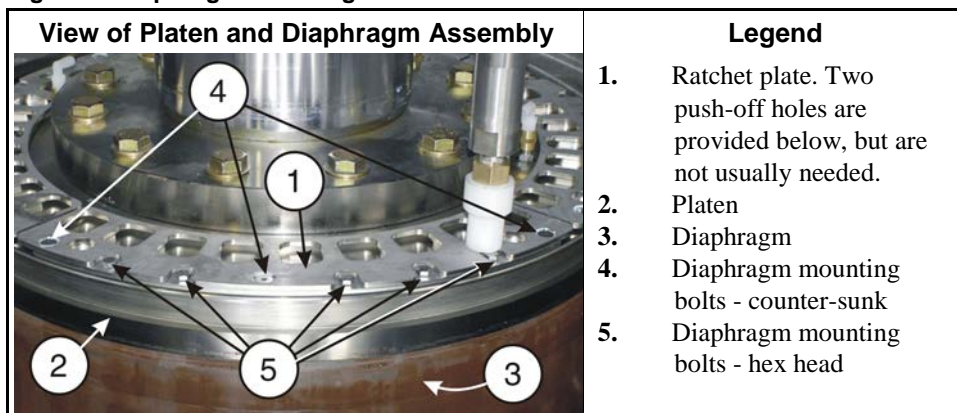 View of Platen and Diaphragm Assembly
4
1
2
5
3
Legend
1. Ratchet plate. Two
push-off holes are
provided below, but are
not usually needed.
2. Platen
3. Diaphragm
4. Diaphragm mounting
bolts - counter-sunk
5. Diaphragm mounting
bolts - hex head